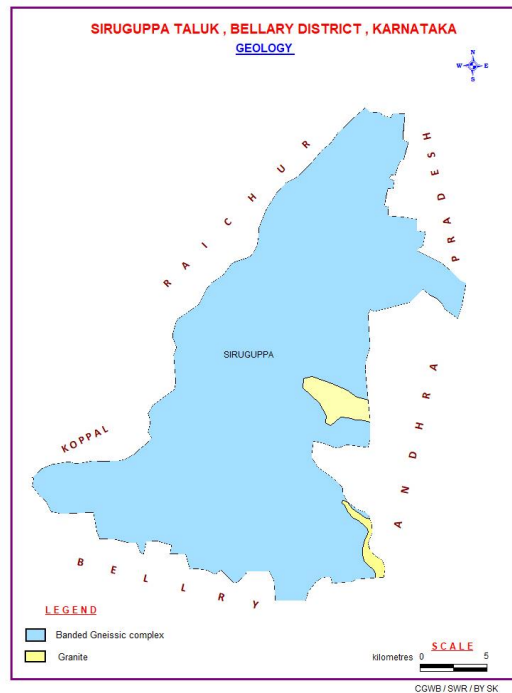 SIRUGUPPA TALUK , BELLARY DISTRICT , KARNATAKA
GEOLOGY
N
W E
S
RAICHUR
ANDHRA PRADESH
SIRUGUPPA
KOPPAL
BELLRY
LEGEND
Banded Gneissic complex
Granite
SCALE
kilometres 0 5
CGWB / SWR / BY SK